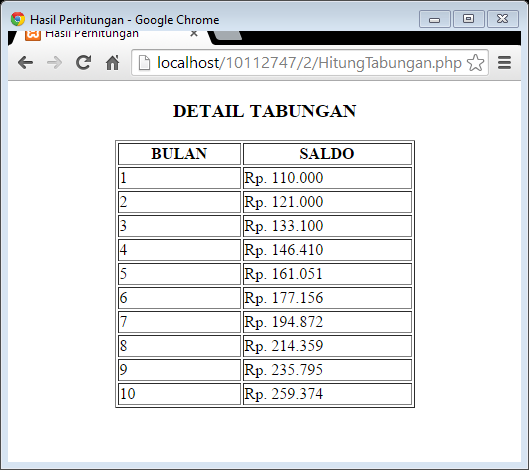 Hasil Perhitungan - Google Chrome
Hasil Perhitungan
localhost/10112747/2/HitungTabungan.php
DETAIL TABUNGAN
BULAN SALDO
1 Rp. 110.000
2 Rp. 121.000
3 Rp. 133.100
4 Rp. 146.410
5 Rp. 161.051
6 Rp. 177.156
7 Rp. 194.872
8 Rp. 214.359
9 Rp. 235.795
10 Rp. 259.374